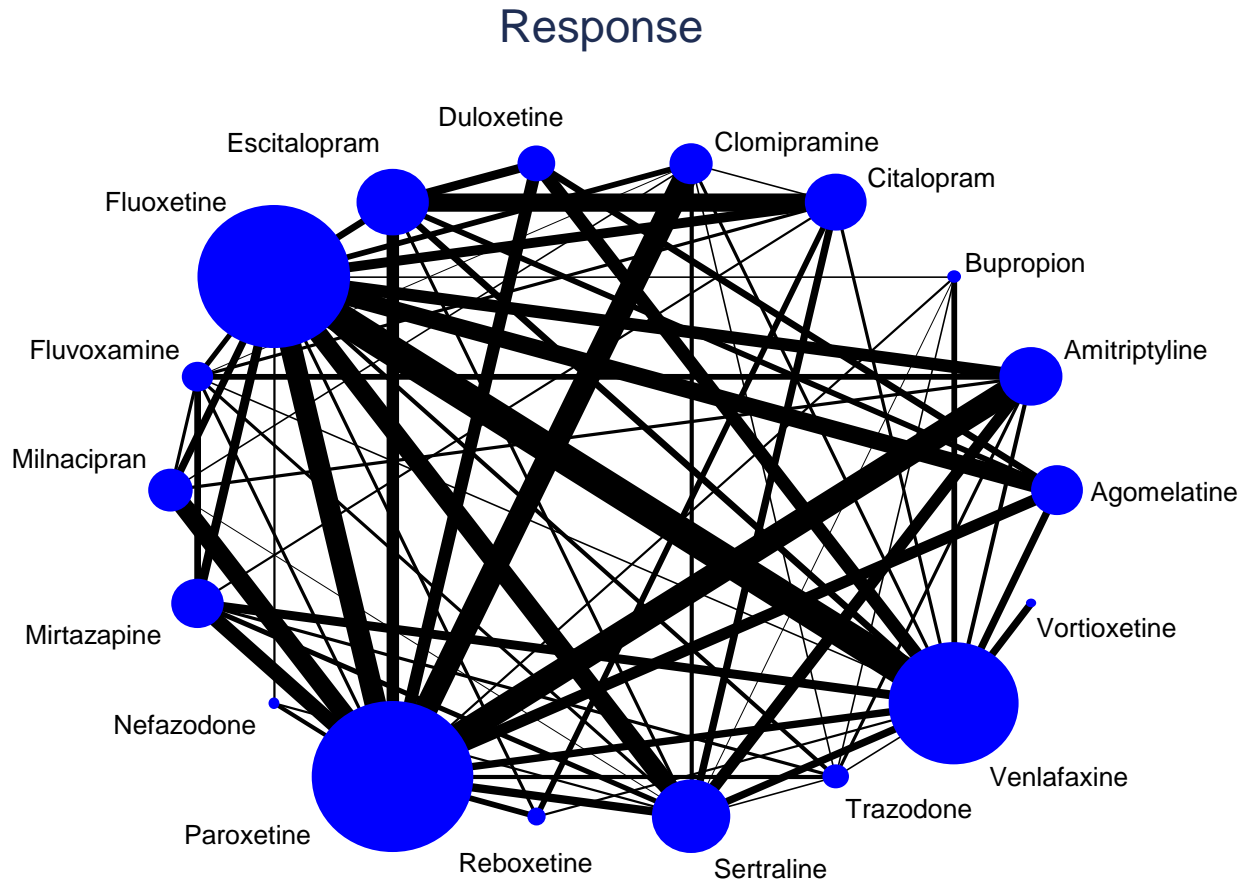 Response
Duloxetine
Clomipramine
Escitalopram
Citalopram
Fluoxetine
Bupropion
Fluvoxamine
Amitriptyline
Milnacipran
Agomelatine
Mirtazapine
Vortioxetine
Nefazodone
Venlafaxine
Paroxetine
Trazodone
Reboxetine
Sertraline